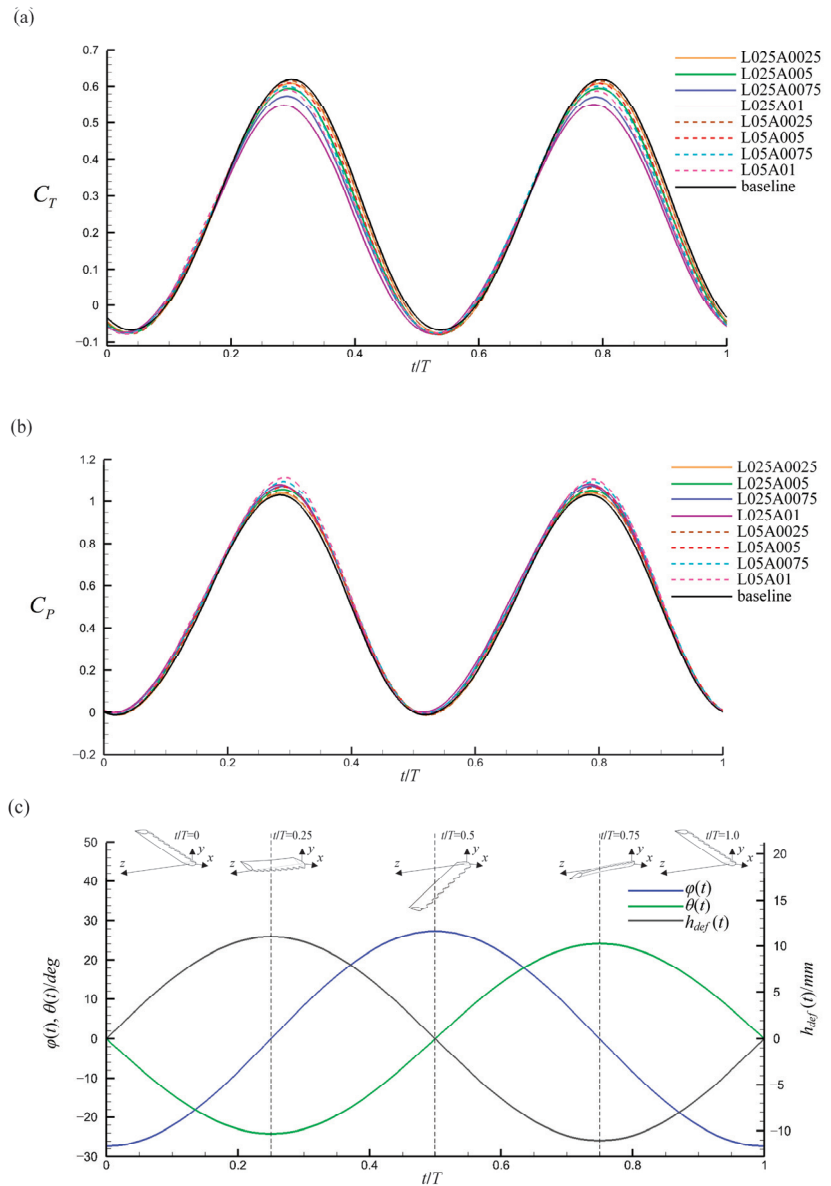 (a)
0.7
0.6
0.5
0.4
0.3
0.2
0.1
0
−0.1
C_T
0.2
0.4
0.6
0.8
1
t/T
L025A0025
L025A005
L025A0075
L025A01
L05A0025
L05A005
L05A0075
L05A01
baseline
(b)
1.2
1
0.8
0.6
0.4
0.2
0
−0.2
C_P
0
0.2
0.4
0.6
0.8
1
t/T
L025A0025
L025A005
L025A0075
L025A01
L05A0025
L05A005
L05A0075
L05A01
baseline
(c)
t/T=0
t/T=0.25
t/T=0.5
t/T=0.75
t/T=1.0
z y x
z y x
z y x
z y x
z y x
φ(t)
θ(t)
h_def(t)
50
40
30
20
10
0
−10
−20
−30
φ(t), θ(t)/deg
20
15
10
5
0
−5
−10
h_def(t)/mm
0
0.2
0.4
0.6
0.8
1
t/T